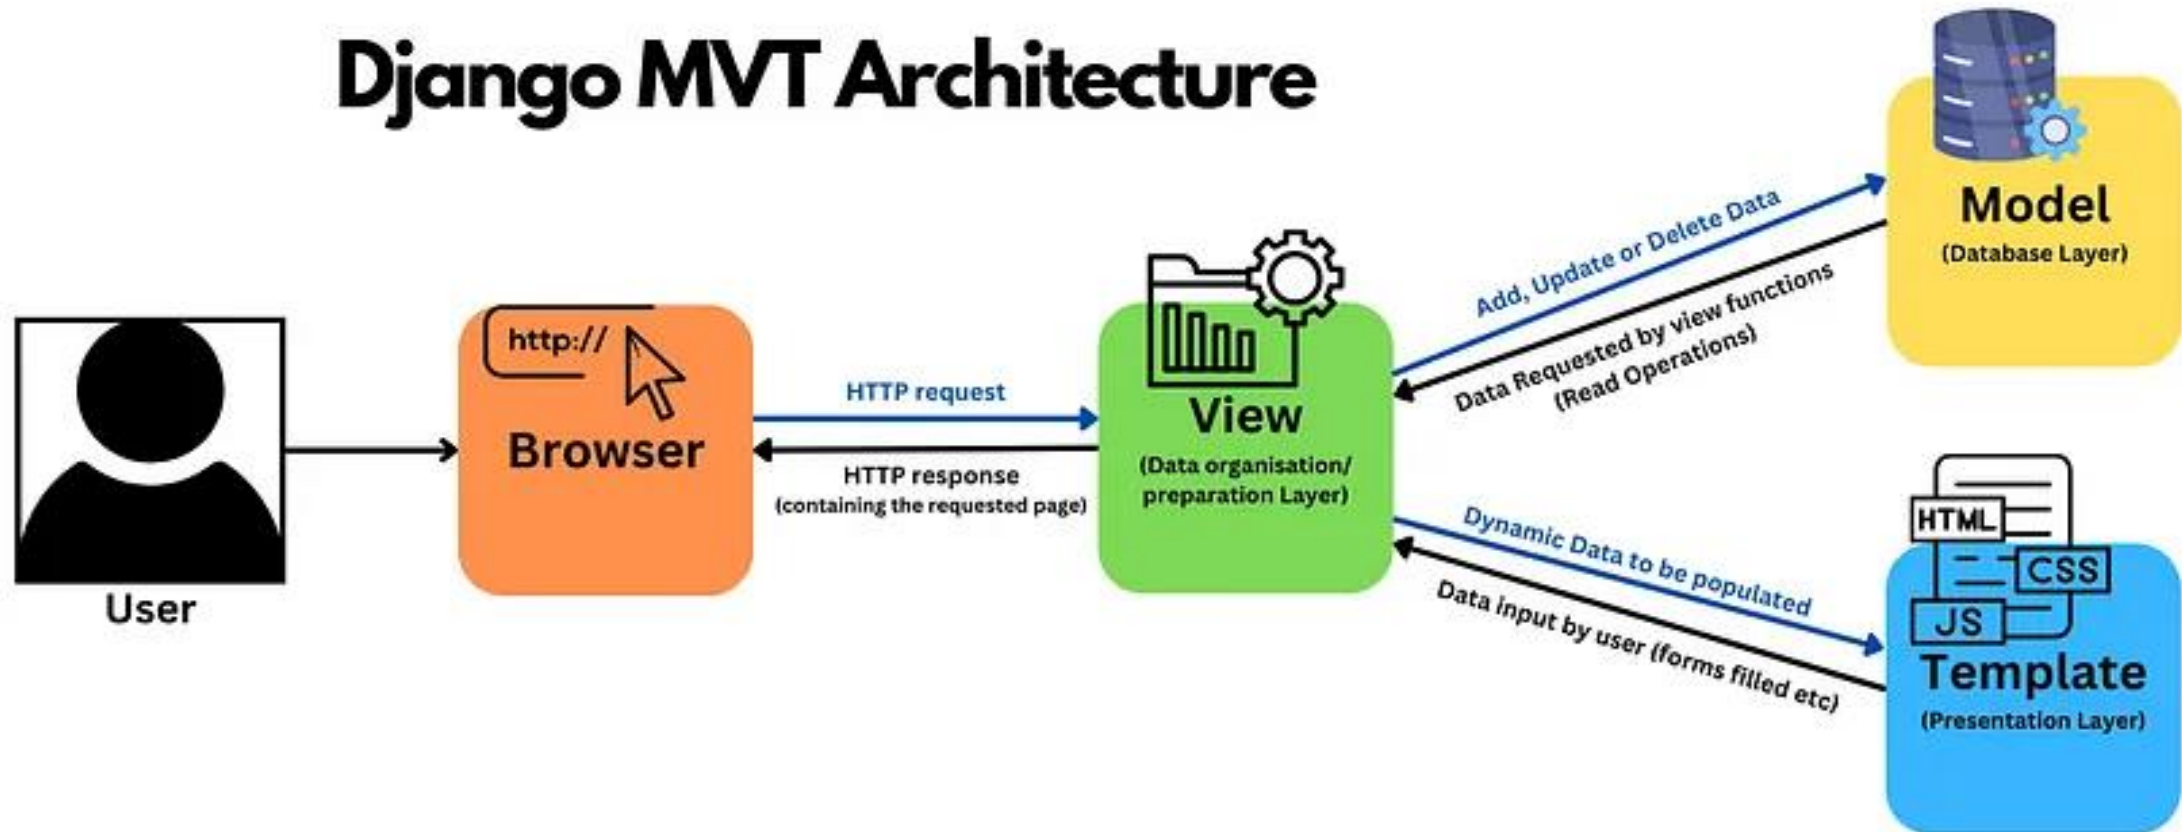 Django MVT Architecture
User
http://
Browser
HTTP request
HTTP response
(containing the requested page)
View
(Data organisation/
preparation Layer)
Add, Update or Delete Data
Data Requested by view functions
(Read Operations)
Model
(Database Layer)
Dynamic Data to be populated
Data input by user (forms filled etc)
HTML
CSS
JS
Template
(Presentation Layer)